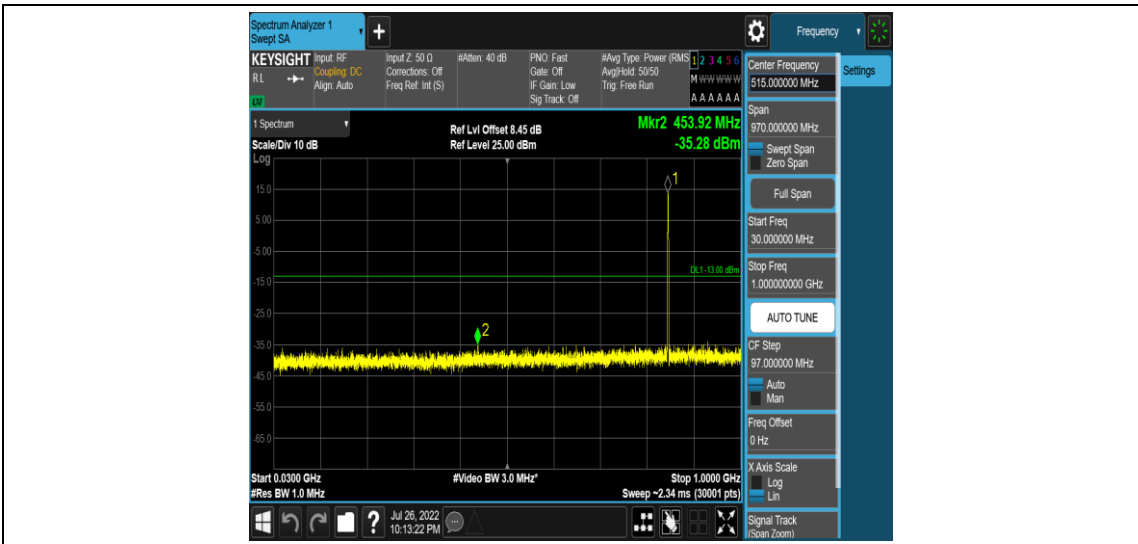 Spectrum Analyzer 1
Swept SA
+
Frequency
KEYSIGHT
RL
LXI
Input: RF
Coupling: DC
Align: Auto
Input Z: 50 Ω
Corrections: Off
Freq Ref: Int (S)
#Atten: 40 dB
PNO: Fast
Gate: Off
IF Gain: Low
Sig Track: Off
#Avg Type: Power (RMS
Avg|Hold: 50/50
Trig: Free Run
1 2 3 4 5 6
M W W W W W
A A A A A A
Center Frequency
515.000000 MHz
Settings
1 Spectrum
Scale/Div 10 dB
Log
Ref Lvl Offset 8.45 dB
Ref Level 25.00 dBm
Mkr2 453.92 MHz
-35.28 dBm
15.0
5.00
-5.00
-15.0
-25.0
-35.0
-45.0
-55.0
-65.0
1
2
DL1 -13.00 dBm
Start 0.0300 GHz
#Res BW 1.0 MHz
#Video BW 3.0 MHz*
Stop 1.0000 GHz
Sweep ~2.34 ms (30001 pts)
Span
970.000000 MHz
Swept Span
Zero Span
Full Span
Start Freq
30.000000 MHz
Stop Freq
1.000000000 GHz
AUTO TUNE
CF Step
97.000000 MHz
Auto
Man
Freq Offset
0 Hz
X Axis Scale
Log
Lin
Signal Track
(Span Zoom)
?
Jul 26, 2022
10:13:22 PM